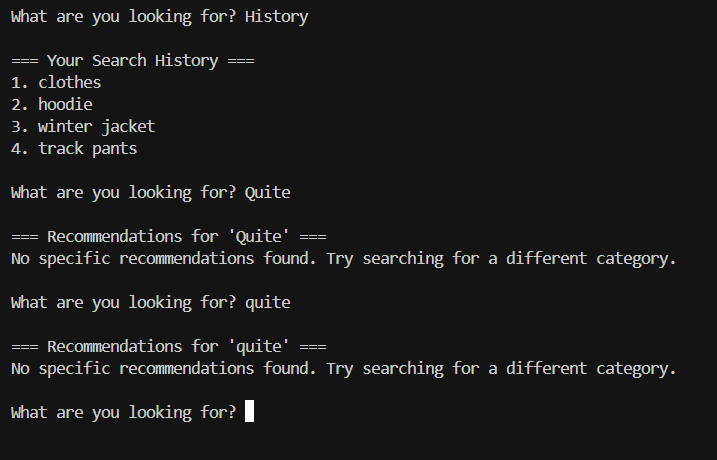 What are you looking for? History
=== Your Search History ===
1. clothes
2. hoodie
3. winter jacket
4. track pants
What are you looking for? Quite
=== Recommendations for 'Quite' ===
No specific recommendations found. Try searching for a different category.
What are you looking for? quite
=== Recommendations for 'quite' ===
No specific recommendations found. Try searching for a different category.
What are you looking for?